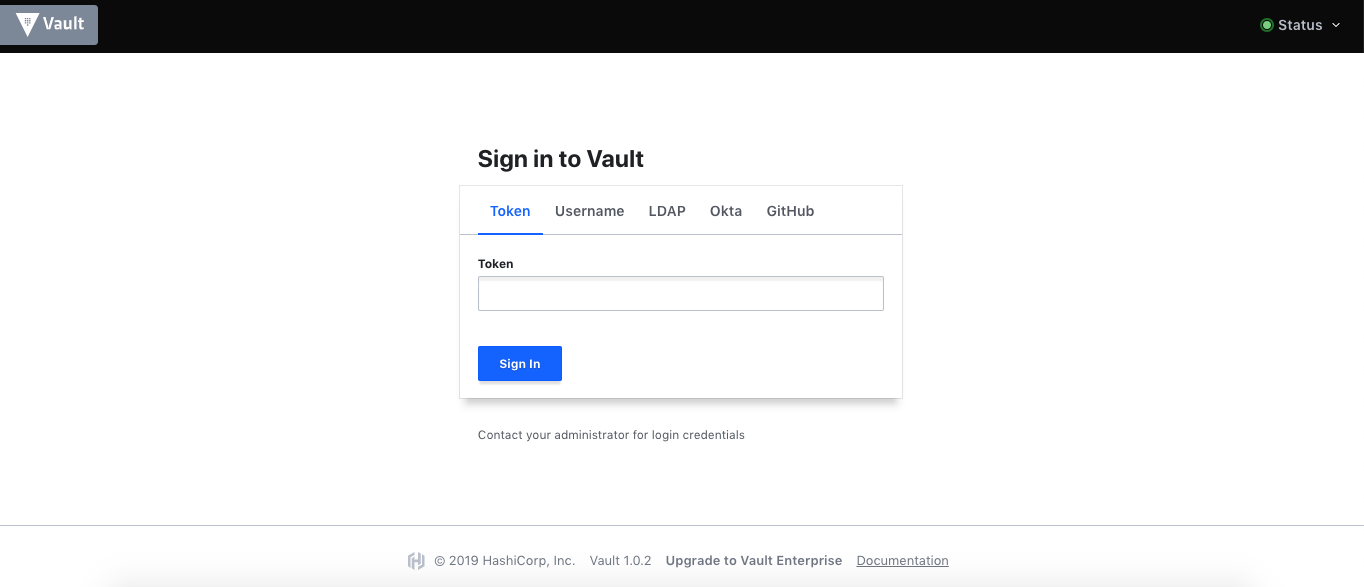 Vault
Status
Sign in to Vault
Token Username LDAP Okta GitHub
Token
Sign In
Contact your administrator for login credentials
© 2019 HashiCorp, Inc. Vault 1.0.2 Upgrade to Vault Enterprise Documentation